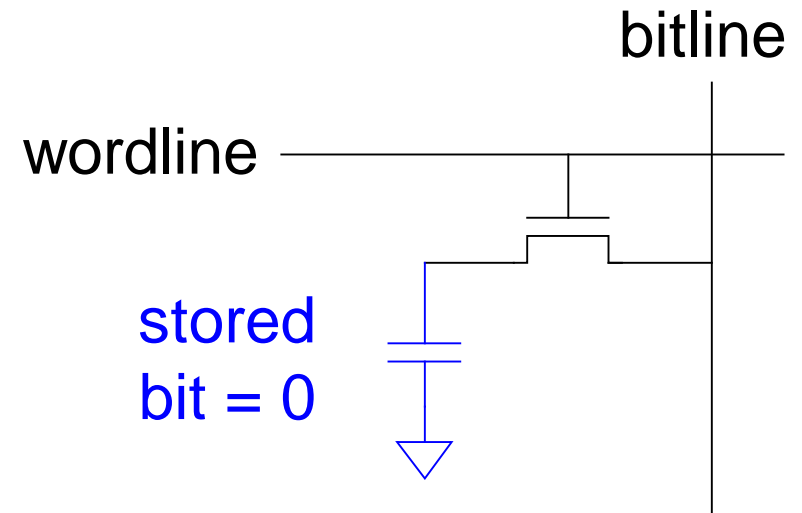 bitline
wordline
stored
bit = 0